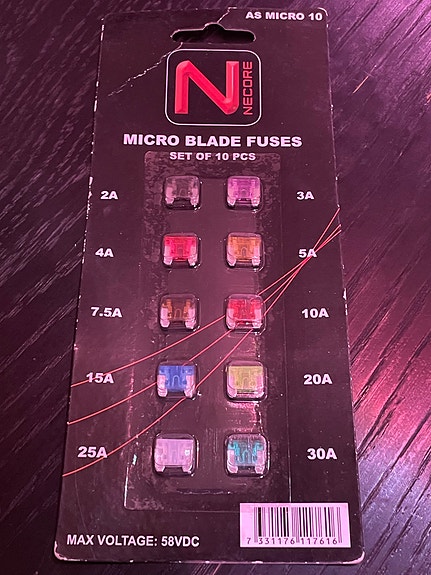 AS MICRO 10
N
NECORE
MICRO BLADE FUSES
SET OF 10 PCS
2A 3A
4A 5A
7.5A 10A
15A 20A
25A 30A
MAX VOLTAGE: 58VDC
7 331176 117616